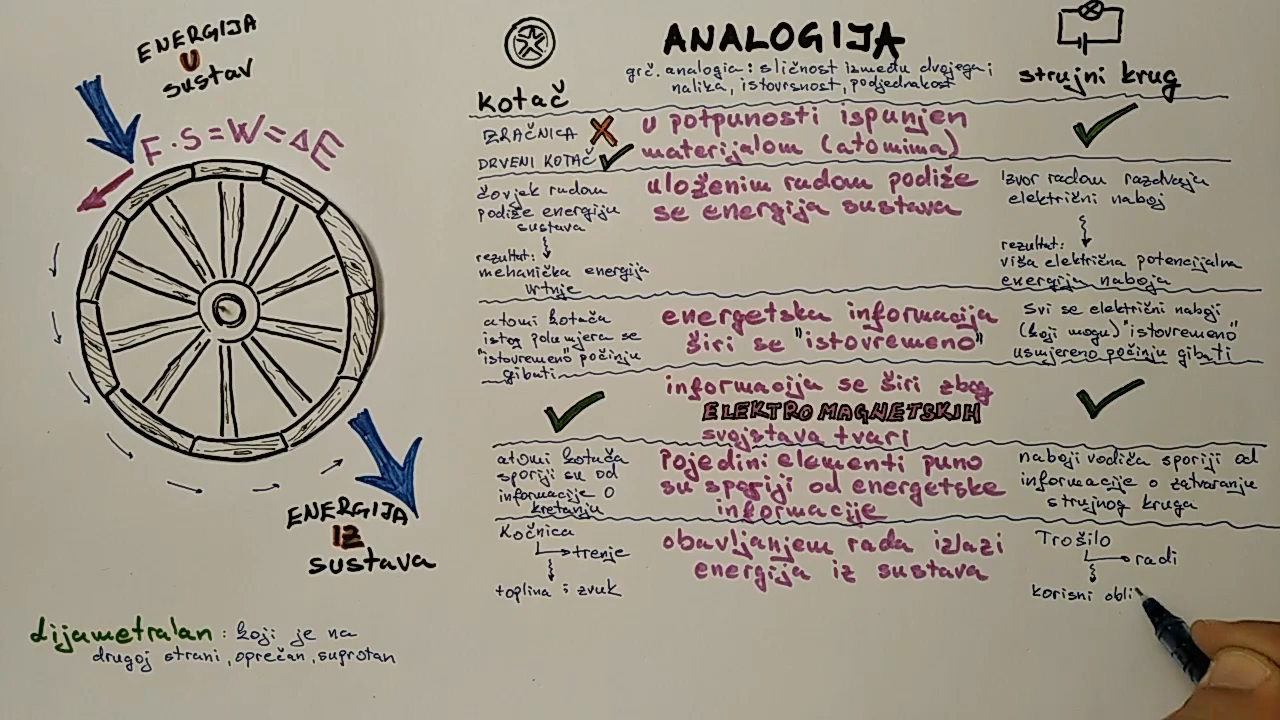 ENERGIJA
U
sustav
F·S=W=ΔE
ENERGIJA
IZ
sustava
dijametralan: koji je na
drugoj strani, oprečan, suprotan
ANALOGIJA
grč. analogia: sličnost između dvojega;
nalika, istovrsnost, podjednakost
kotač
strujni krug
IZRAČNICA
DRVENI KOTAČ
u potpunosti ispunjen
materijalom (atomima)
čovjek radom
podiže energiju
sustava
rezultat:
mehanička energija
vrtnje
uloženim radom podiže
se energija sustava
Izvor radom razdvaja
električni naboj
rezultat:
viša električna potencijalna
energija naboja
atomi kotača
istog polumjera se
"istovremeno" počinju
gibati
energetska informacija
širi se "istovremeno"
Svi se električni naboji
(koji mogu) "istovremeno"
usmjereno počinju gibati
informacija se širi zbog
ELEKTROMAGNETSKIH
svojstava tvari
atomi kotača
sporiji su od
informacije o
kretanju
Pojedini elementi puno
su sporiji od energetske
informacije
naboji vodiča sporiji od
informacije o zatvaranju
strujnog kruga
Kočnica
trenje
toplina i zvuk
obavljanjem rada izlazi
energija iz sustava
Trošilo
radi
korisni obli